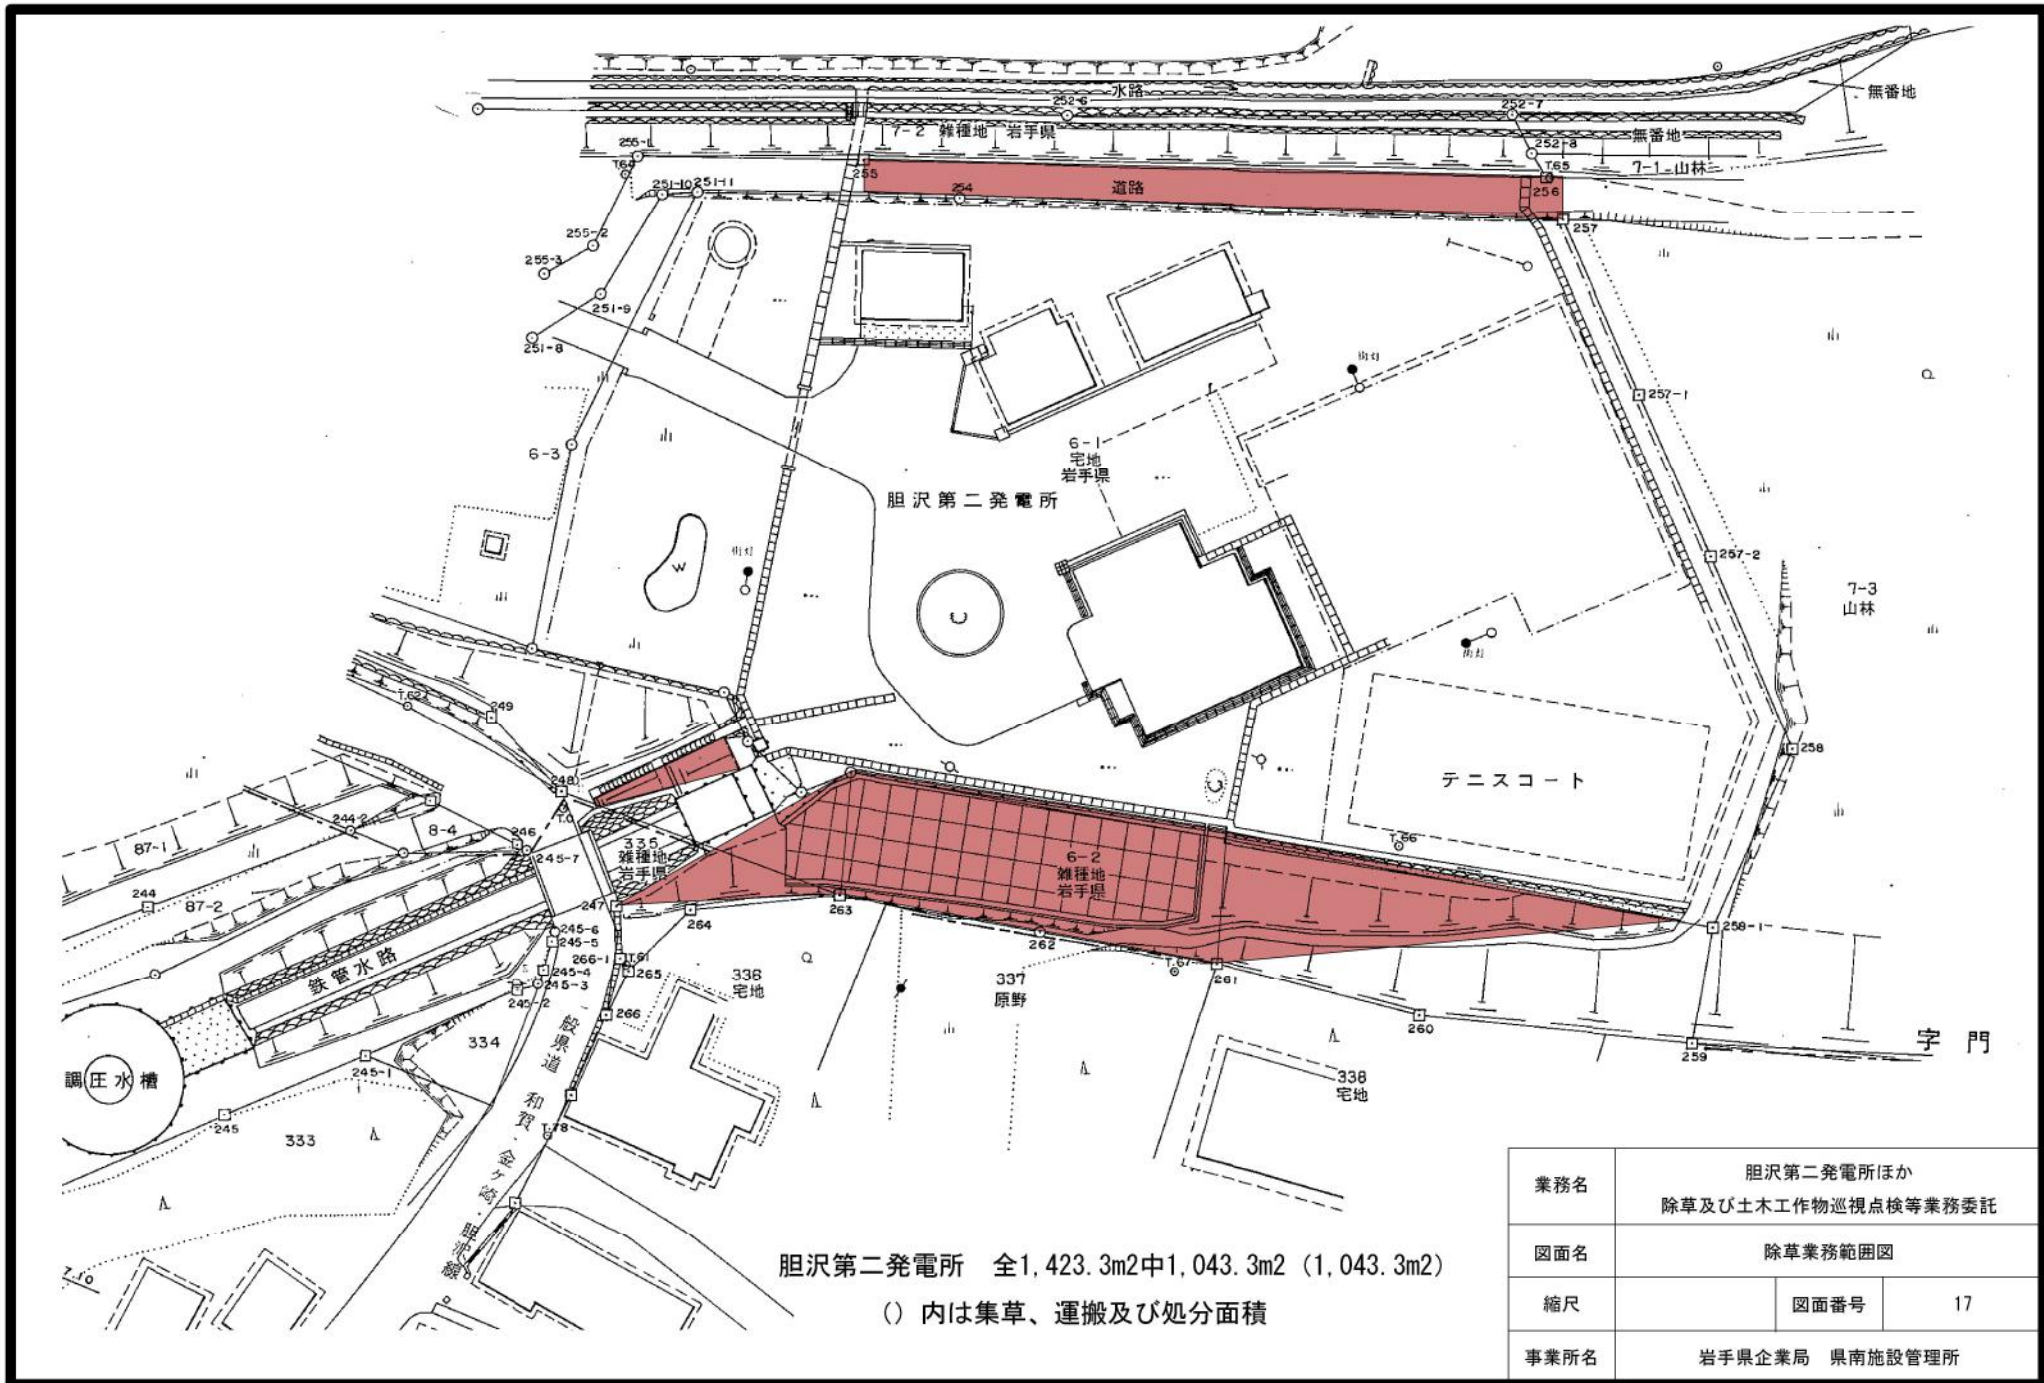 水路
252-6
252-7
無番地
7-2 雑種地 岩手県
無番地
255-1
T.64
252-8
T.65
7-1 山林
255
251-10
251-11
254
道路
256
257
255-2
255-3
251-9
251-8
街灯
257-1
6-3
6-1
宅地
岩手県
胆沢第二発電所
街灯
W
257-2
7-3
山林
街灯
T.62
249
258
テニスコート
248
T.0
244-2
8-4
246
87-1
245-7
335
雑種地
岩手県
6-2
雑種地
岩手県
T.66
244
87-2
247
264
263
262
258-1
245-6
245-5
266-1
T.61
265
245-4
245-3
245-2
鉄管水路
336
宅地
337
原野
T.67
261
266
260
字門
259
334
一般県道 和賀・金ケ崎・胆沢線
調圧水槽
245-1
338
宅地
245
333
T.78
7.10
胆沢第二発電所 全1,423.3m2中1,043.3m2（1,043.3m2）
（）内は集草、運搬及び処分面積
業務名
胆沢第二発電所ほか
除草及び土木工作物巡視点検等業務委託
図面名
除草業務範囲図
縮尺
図面番号
17
事業所名
岩手県企業局 県南施設管理所